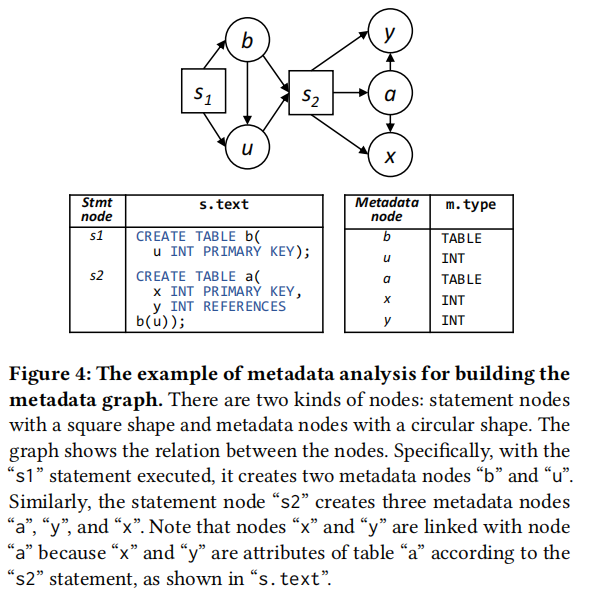 y
b
s1
s2
a
u
x
Stmt node s.text
s1 CREATE TABLE b(
u INT PRIMARY KEY);
s2 CREATE TABLE a(
x INT PRIMARY KEY,
y INT REFERENCES
b(u));
Metadata node m.type
b TABLE
u INT
a TABLE
x INT
y INT
Figure 4: The example of metadata analysis for building the
metadata graph. There are two kinds of nodes: statement nodes
with a square shape and metadata nodes with a circular shape. The
graph shows the relation between the nodes. Specifically, with the
“s1” statement executed, it creates two metadata nodes “b” and “u”.
Similarly, the statement node “s2” creates three metadata nodes
“a”, “y”, and “x”. Note that nodes “x” and “y” are linked with node
“a” because “x” and “y” are attributes of table “a” according to the
“s2” statement, as shown in “s.text”.